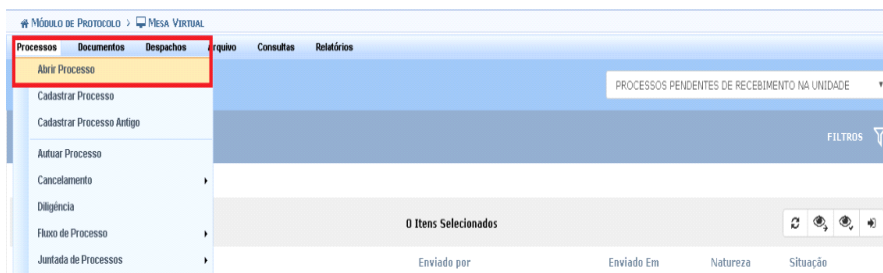 Módulo de Protocolo > Mesa Virtual
Processos Documentos Despachos Arquivo Consultas Relatórios
Abrir Processo
PROCESSOS PENDENTES DE RECEBIMENTO NA UNIDADE
Cadastrar Processo
Cadastrar Processo Antigo
FILTROS
Autuar Processo
Cancelamento
Diligência
0 Itens Selecionados
Fluxo de Processo
Juntada de Processos
Enviado por Enviado Em Natureza Situação